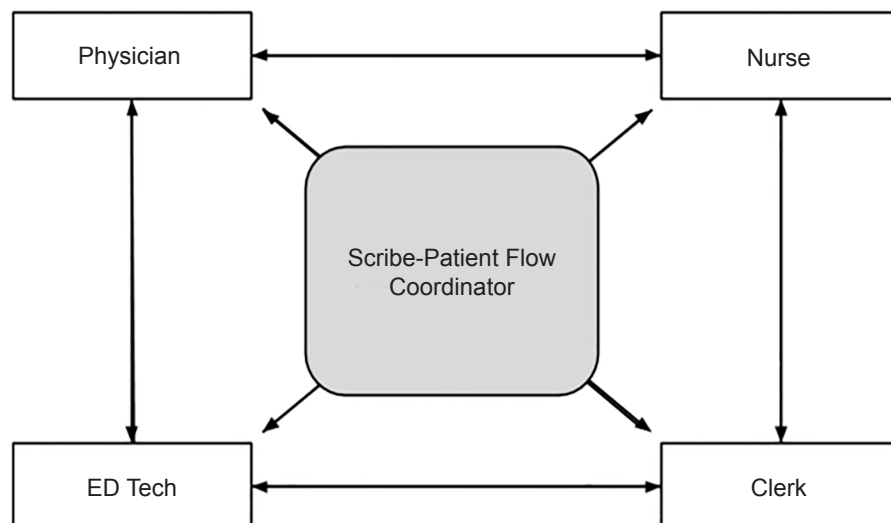 Physician
Nurse
Scribe-Patient Flow
Coordinator
ED Tech
Clerk